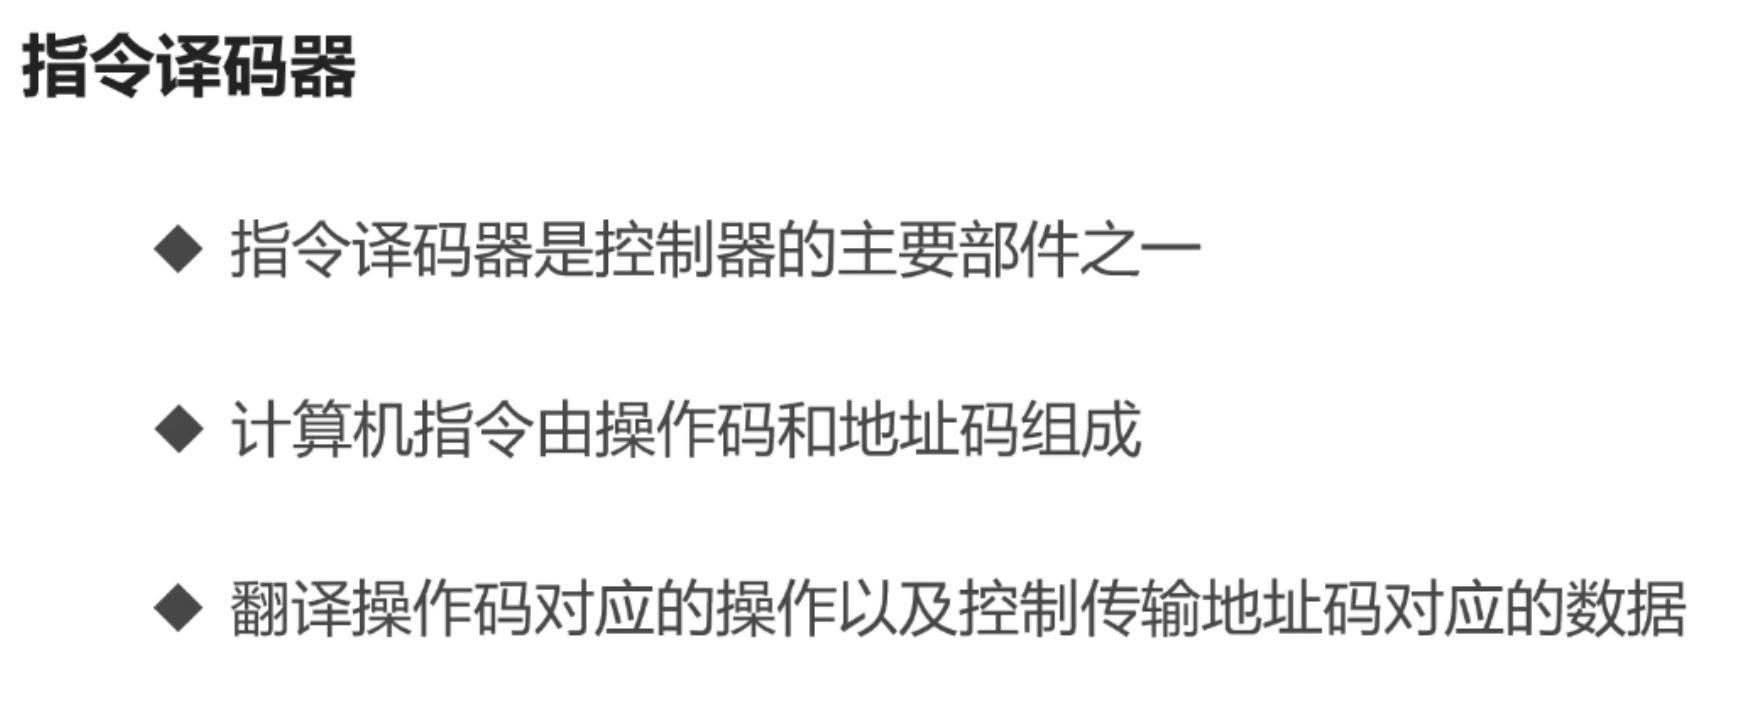 指令译码器
◆ 指令译码器是控制器的主要部件之一
◆ 计算机指令由操作码和地址码组成
◆ 翻译操作码对应的操作以及控制传输地址码对应的数据